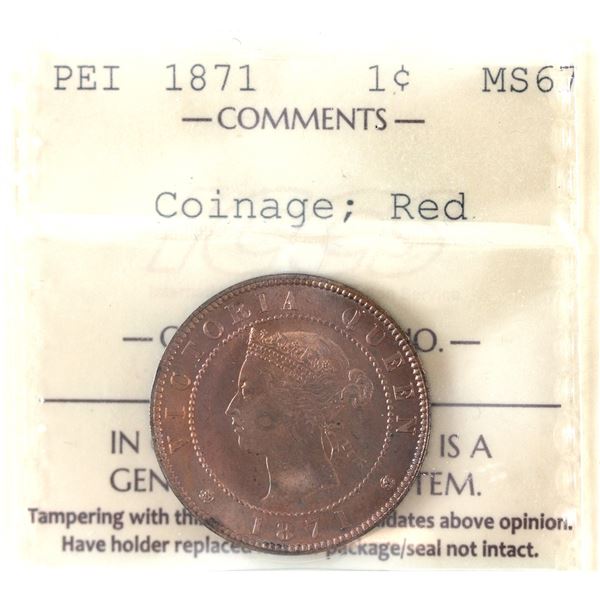 PEI 1871 1¢ MS67
—COMMENTS—
Coinage; Red
VICTORIA QUEEN
1871
IN IS A
GEN TEM.
Tampering with this dates above opinion.
Have holder replaced package/seal not intact.